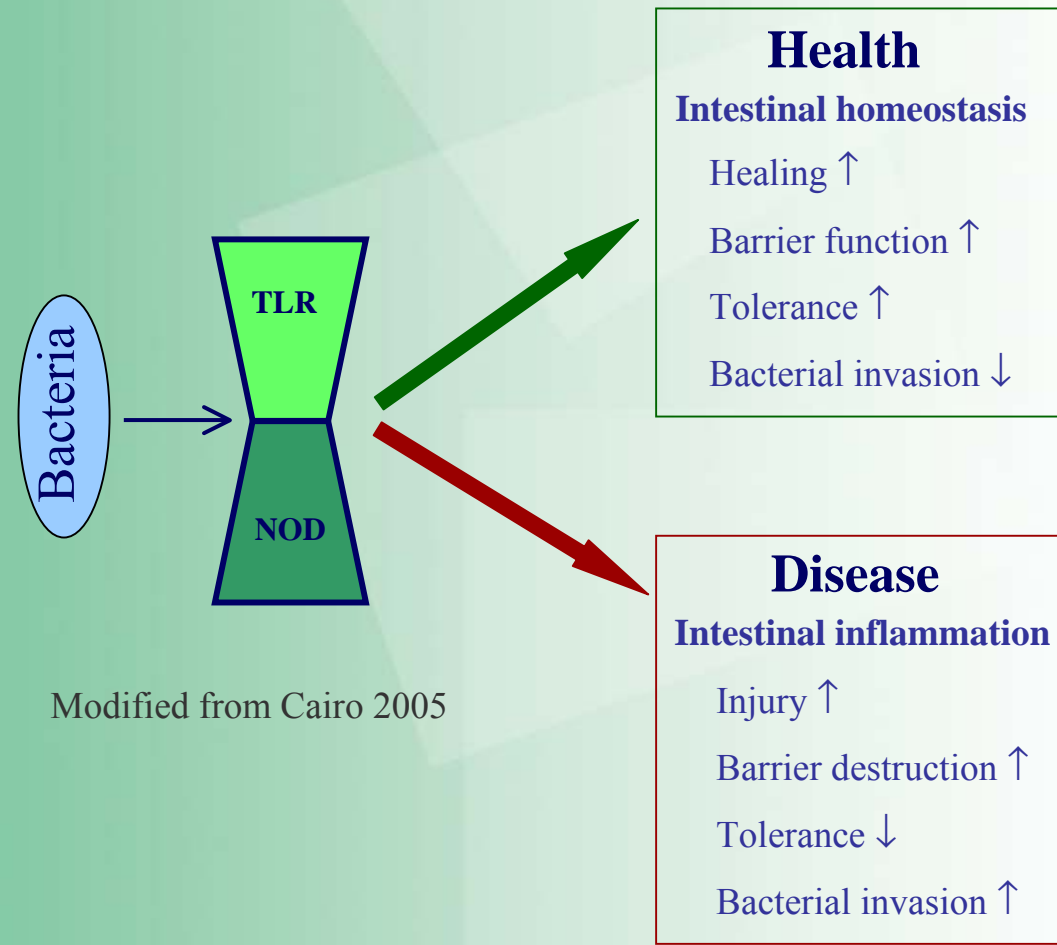 Bacteria
TLR
NOD
Modified from Cairo 2005
Health
Intestinal homeostasis
Healing ↑
Barrier function ↑
Tolerance ↑
Bacterial invasion ↓
Disease
Intestinal inflammation
Injury ↑
Barrier destruction ↑
Tolerance ↓
Bacterial invasion ↑